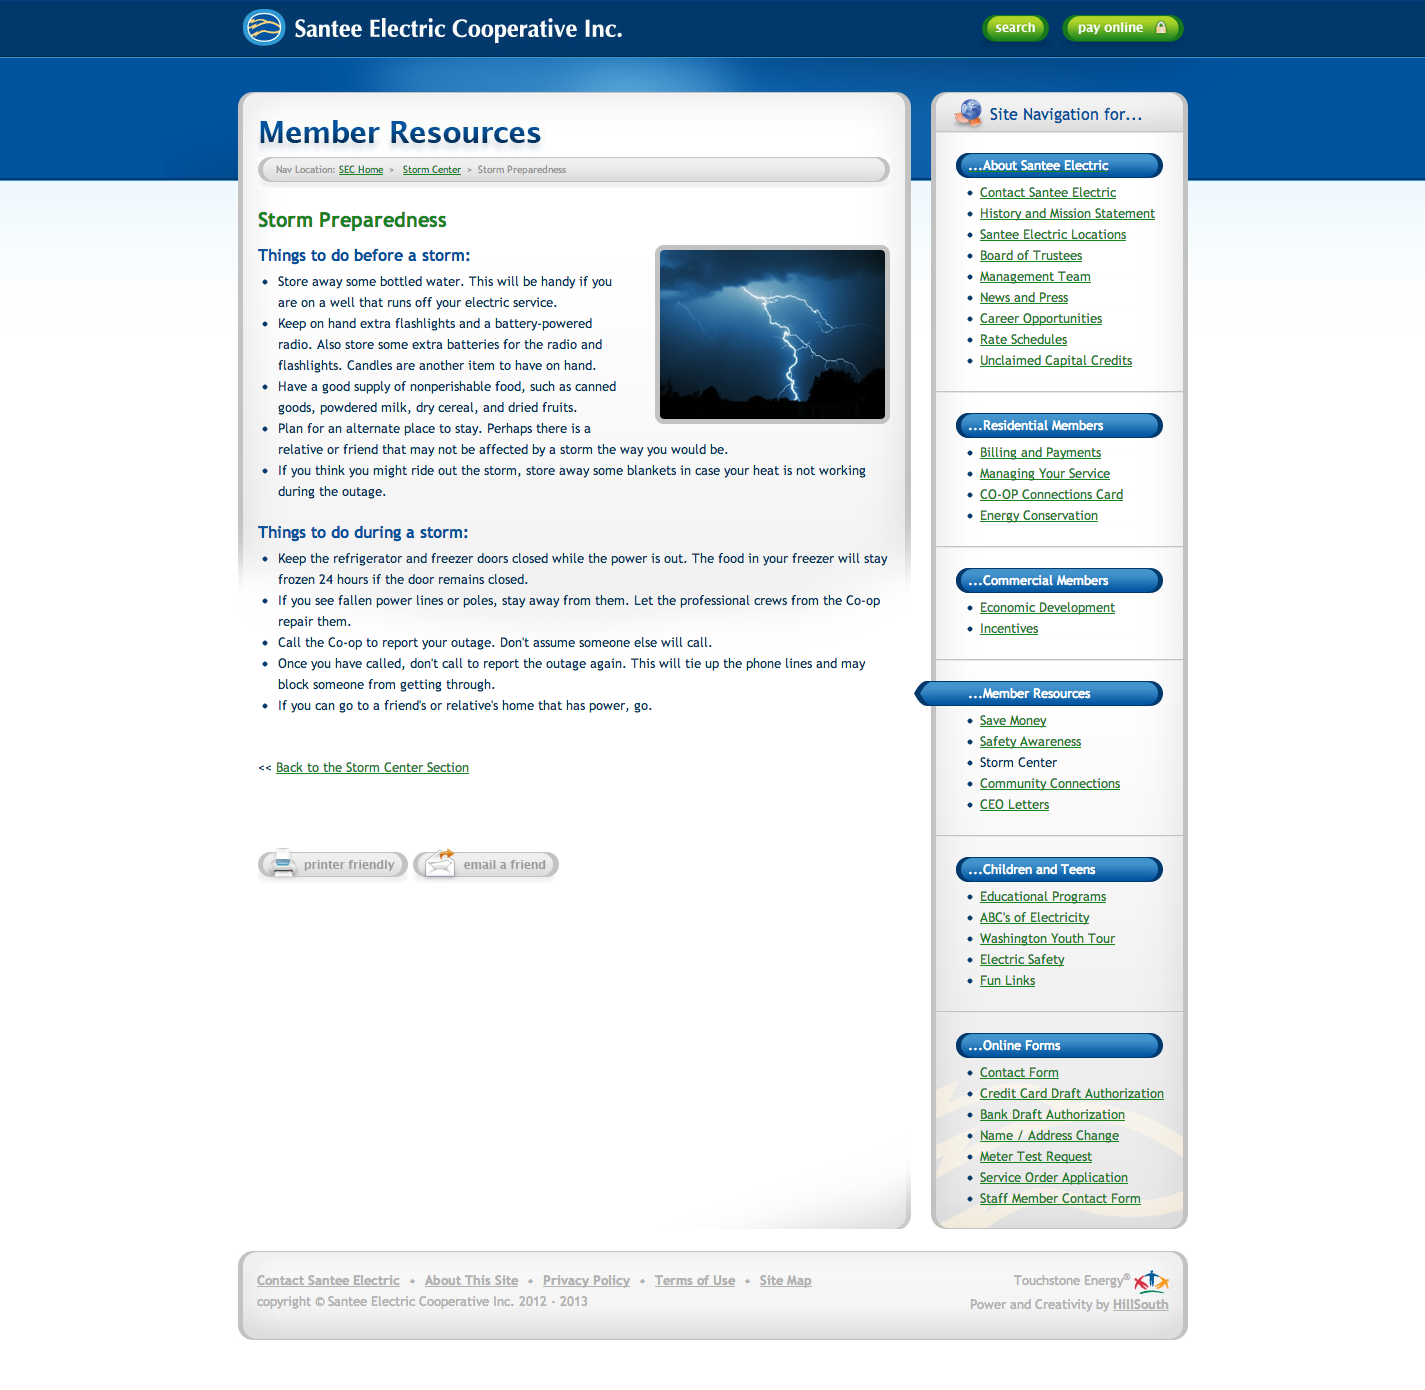 Santee Electric Cooperative Inc.
search
pay online
Member Resources
Nav Location: SEC Home > Storm Center > Storm Preparedness
Storm Preparedness
Things to do before a storm:
• Store away some bottled water. This will be handy if you
are on a well that runs off your electric service.
• Keep on hand extra flashlights and a battery-powered
radio. Also store some extra batteries for the radio and
flashlights. Candles are another item to have on hand.
• Have a good supply of nonperishable food, such as canned
goods, powdered milk, dry cereal, and dried fruits.
• Plan for an alternate place to stay. Perhaps there is a
relative or friend that may not be affected by a storm the way you would be.
• If you think you might ride out the storm, store away some blankets in case your heat is not working
during the outage.
Things to do during a storm:
• Keep the refrigerator and freezer doors closed while the power is out. The food in your freezer will stay
frozen 24 hours if the door remains closed.
• If you see fallen power lines or poles, stay away from them. Let the professional crews from the Co-op
repair them.
• Call the Co-op to report your outage. Don't assume someone else will call.
• Once you have called, don't call to report the outage again. This will tie up the phone lines and may
block someone from getting through.
• If you can go to a friend's or relative's home that has power, go.
<< Back to the Storm Center Section
printer friendly
email a friend
Site Navigation for...
...About Santee Electric
• Contact Santee Electric
• History and Mission Statement
• Santee Electric Locations
• Board of Trustees
• Management Team
• News and Press
• Career Opportunities
• Rate Schedules
• Unclaimed Capital Credits
...Residential Members
• Billing and Payments
• Managing Your Service
• CO-OP Connections Card
• Energy Conservation
...Commercial Members
• Economic Development
• Incentives
...Member Resources
• Save Money
• Safety Awareness
• Storm Center
• Community Connections
• CEO Letters
...Children and Teens
• Educational Programs
• ABC's of Electricity
• Washington Youth Tour
• Electric Safety
• Fun Links
...Online Forms
• Contact Form
• Credit Card Draft Authorization
• Bank Draft Authorization
• Name / Address Change
• Meter Test Request
• Service Order Application
• Staff Member Contact Form
Contact Santee Electric • About This Site • Privacy Policy • Terms of Use • Site Map
copyright © Santee Electric Cooperative Inc. 2012 - 2013
Touchstone Energy®
Power and Creativity by HillSouth